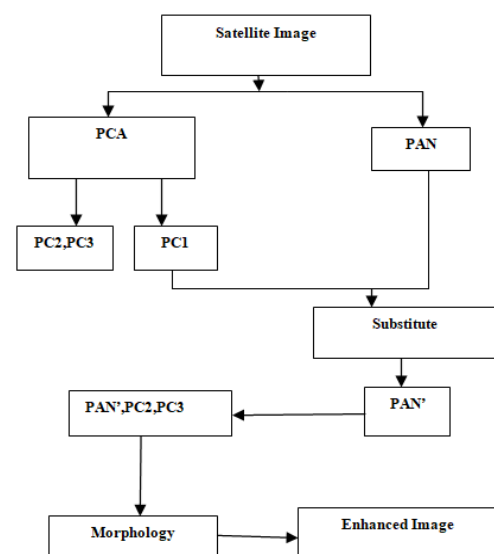 Satellite Image
PCA
PAN
PC2,PC3
PC1
Substitute
PAN’,PC2,PC3
PAN’
Morphology
Enhanced Image